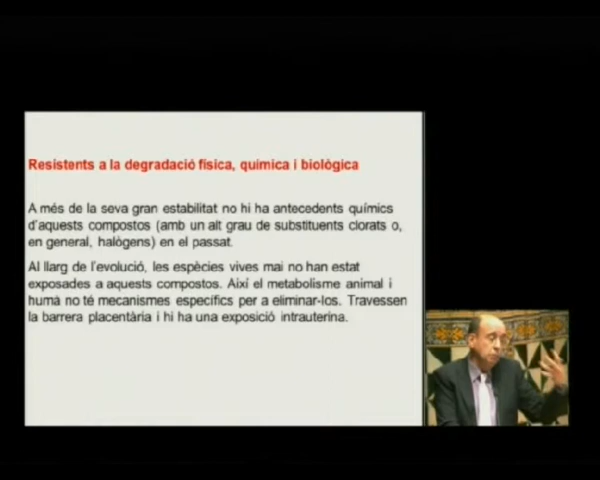 Resistents a la degradació física, química i biològica
A més de la seva gran estabilitat no hi ha antecedents químics
d'aquests compostos (amb un alt grau de substituents clorats o,
en general, halògens) en el passat.
Al llarg de l'evolució, les espècies vives mai no han estat
exposades a aquests compostos. Així el metabolisme animal i
humà no té mecanismes específics per a eliminar-los. Travessen
la barrera placentària i hi ha una exposició intrauterina.